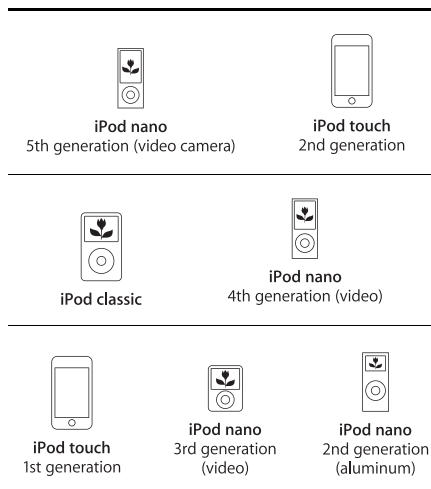 iPod nano
5th generation (video camera)
iPod touch
2nd generation
iPod classic
iPod nano
4th generation (video)
iPod touch
1st generation
iPod nano
3rd generation
(video)
iPod nano
2nd generation
(aluminum)